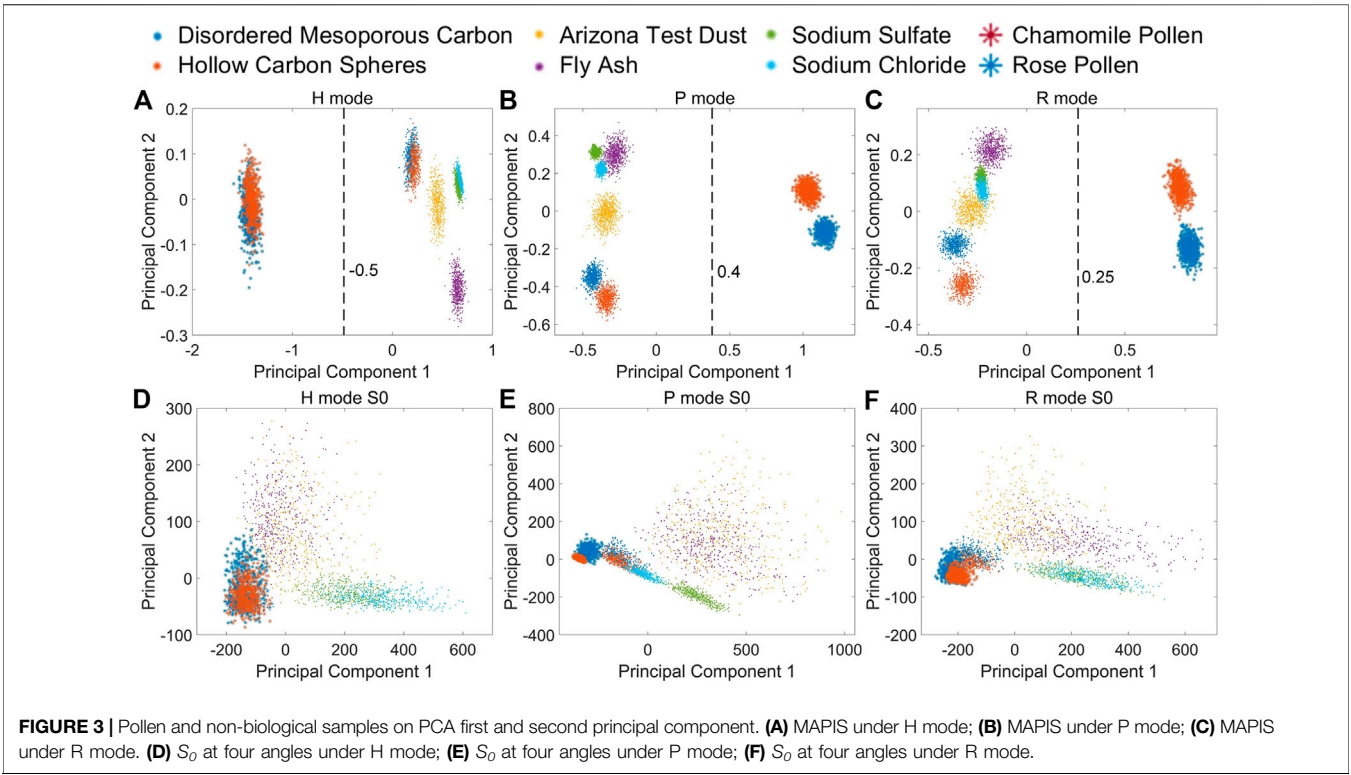 Disordered Mesoporous Carbon Arizona Test Dust Sodium Sulfate Chamomile Pollen
Hollow Carbon Spheres Fly Ash Sodium Chloride Rose Pollen
A H mode
Principal Component 2
0.2
0.1
0
-0.1
-0.2
-0.3
-0.5
-2 -1 0 1
Principal Component 1
B P mode
Principal Component 2
0.4
0.2
0
-0.2
-0.4
-0.6
0.4
-0.5 0 0.5 1
Principal Component 1
C R mode
Principal Component 2
0.2
0
-0.2
-0.4
0.25
-0.5 0 0.5
Principal Component 1
D H mode S0
Principal Component 2
300
200
100
0
-100
-200 0 200 400 600
Principal Component 1
E P mode S0
Principal Component 2
800
600
400
200
0
-200
-400
0 500 1000
Principal Component 1
F R mode S0
Principal Component 2
400
300
200
100
0
-100
-200
-200 0 200 400 600
Principal Component 1
FIGURE 3 | Pollen and non-biological samples on PCA first and second principal component. (A) MAPIS under H mode; (B) MAPIS under P mode; (C) MAPIS
under R mode. (D) S0 at four angles under H mode; (E) S0 at four angles under P mode; (F) S0 at four angles under R mode.